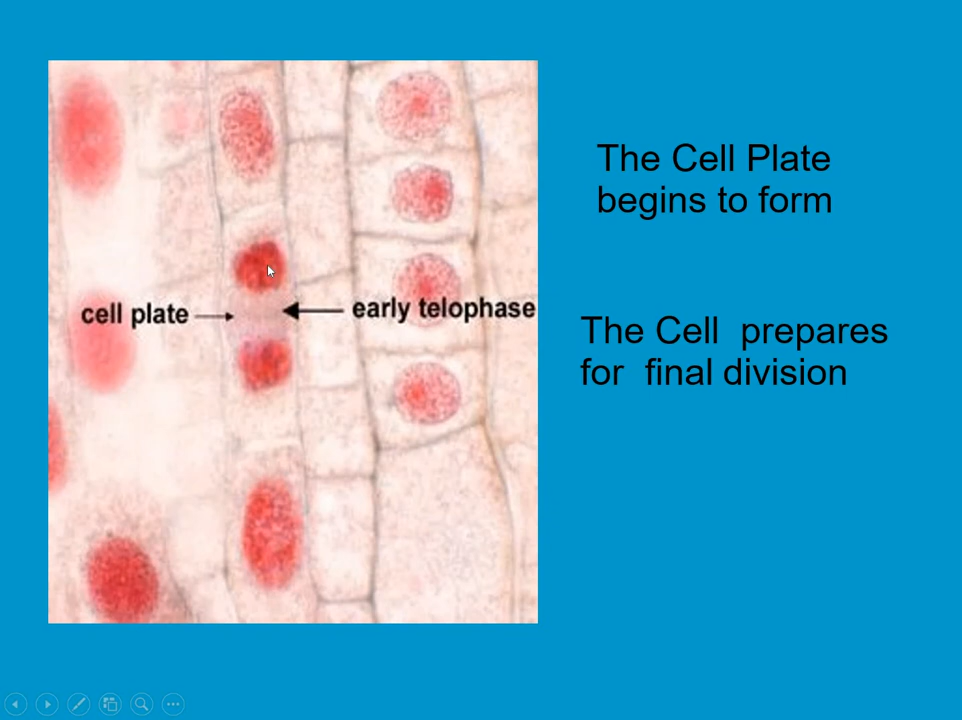 The Cell Plate
begins to form
cell plate
early telophase
The Cell prepares
for final division